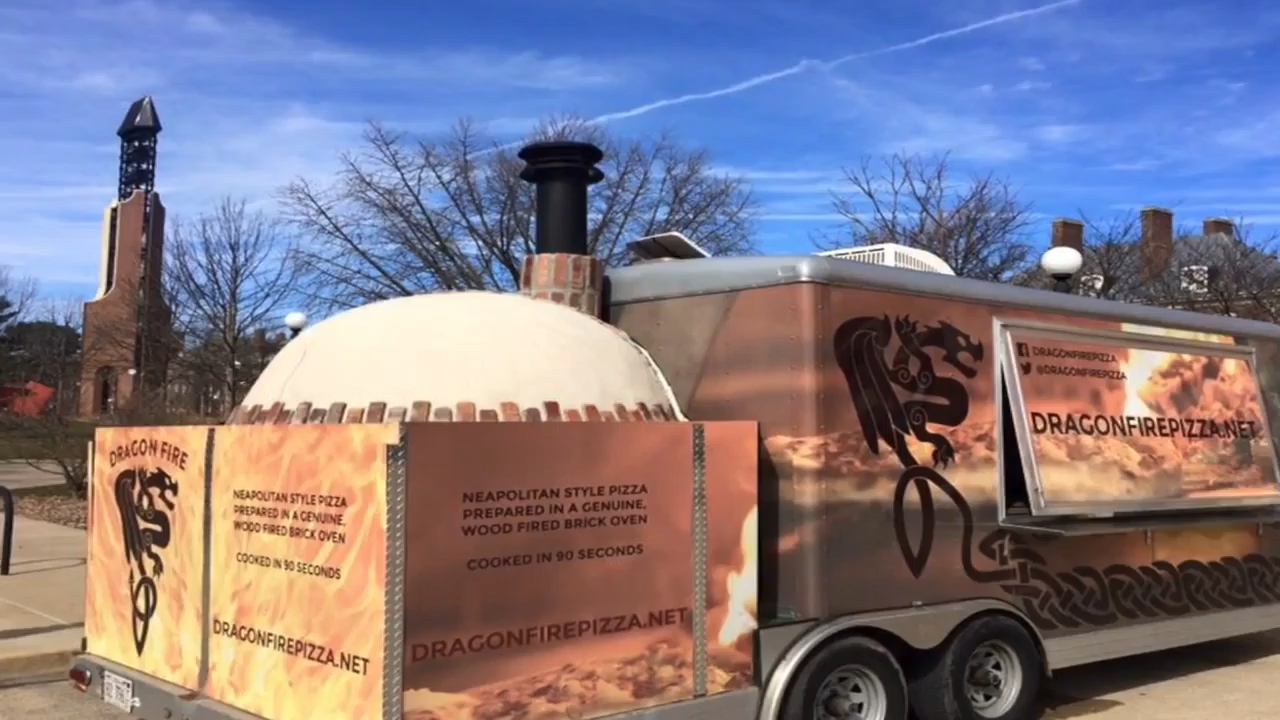 DRAGON FIRE
NEAPOLITAN STYLE PIZZA
PREPARED IN A GENUINE,
WOOD FIRED BRICK OVEN
COOKED IN 90 SECONDS
DRAGONFIREPIZZA.NET
NEAPOLITAN STYLE PIZZA
PREPARED IN A GENUINE,
WOOD FIRED BRICK OVEN
COOKED IN 90 SECONDS
DRAGONFIREPIZZA.NET
f DRAGONFIREPIZZA
@DRAGONFIREPIZZA
DRAGONFIREPIZZA.NET